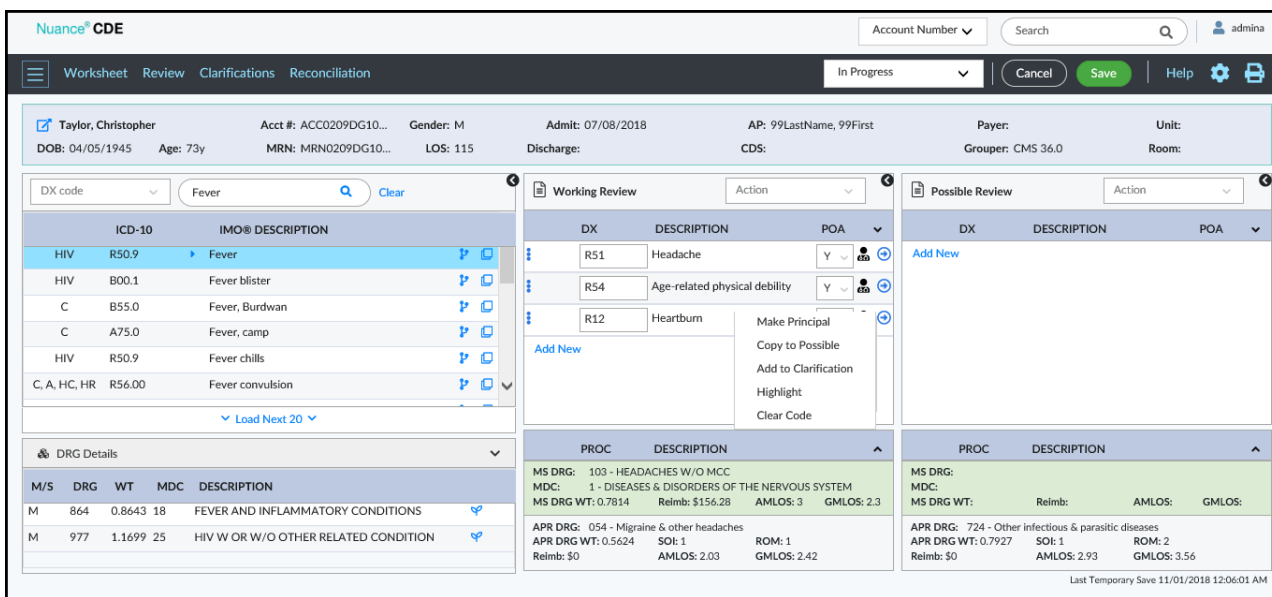 Nuance® CDE
Account Number
Search
admina
Worksheet Review Clarifications Reconciliation
In Progress
Cancel
Save
Help
Taylor, Christopher Acct #: ACC0209DG10... Gender: M Admit: 07/08/2018 AP: 99LastName, 99First Payer: Unit:
DOB: 04/05/1945 Age: 73y MRN: MRN0209DG10... LOS: 115 Discharge: CDS: Grouper: CMS 36.0 Room:
DX code
Fever
Clear
ICD-10 IMO® DESCRIPTION
HIV R50.9 Fever
HIV B00.1 Fever blister
C B55.0 Fever, Burdwan
C A75.0 Fever, camp
HIV R50.9 Fever chills
C, A, HC, HR R56.00 Fever convulsion
Load Next 20
DRG Details
M/S DRG WT MDC DESCRIPTION
M 864 0.8643 18 FEVER AND INFLAMMATORY CONDITIONS
M 977 1.1699 25 HIV W OR W/O OTHER RELATED CONDITION
Working Review
Action
DX DESCRIPTION POA
R51 Headache Y
R54 Age-related physical debility Y
R12 Heartburn
Add New
Make Principal
Copy to Possible
Add to Clarification
Highlight
Clear Code
PROC DESCRIPTION
MS DRG: 103 - HEADACHES W/O MCC
MDC: 1 - DISEASES & DISORDERS OF THE NERVOUS SYSTEM
MS DRG WT: 0.7814 Reimb: $156.28 AMLOS: 3 GMLOS: 2.3
APR DRG: 054 - Migraine & other headaches
APR DRG WT: 0.5624 SOI: 1 ROM: 1
Reimb: $0 AMLOS: 2.03 GMLOS: 2.42
Possible Review
Action
DX DESCRIPTION POA
Add New
PROC DESCRIPTION
MS DRG:
MDC:
MS DRG WT: Reimb: AMLOS: GMLOS:
APR DRG: 724 - Other infectious & parasitic diseases
APR DRG WT: 0.7927 SOI: 1 ROM: 2
Reimb: $0 AMLOS: 2.93 GMLOS: 3.56
Last Temporary Save 11/01/2018 12:06:01 AM